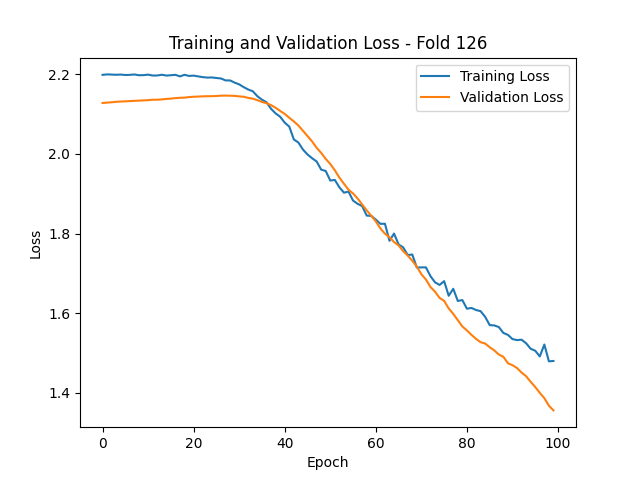 Training and Validation Loss - Fold 126
Training Loss
Validation Loss
2.2
2.0
1.8
1.6
1.4
Loss
0 20 40 60 80 100
Epoch